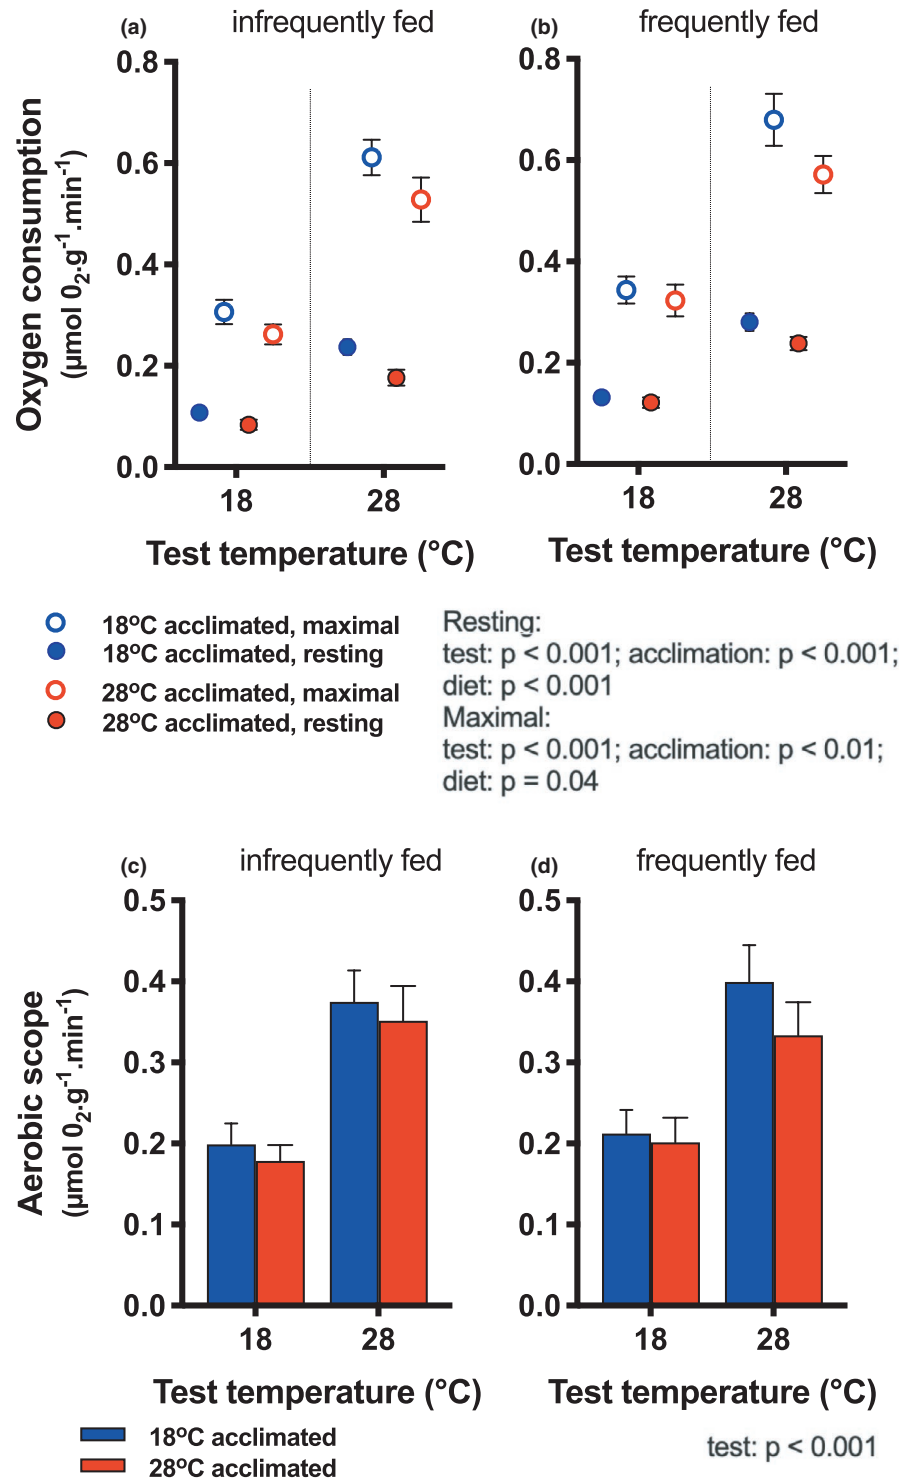 (a) infrequently fed
(b) frequently fed
Oxygen consumption
(µmol 0₂.g⁻¹.min⁻¹)
0.8
0.6
0.4
0.2
0.0
18 28
Test temperature (°C)
0.8
0.6
0.4
0.2
0.0
18 28
Test temperature (°C)
18ºC acclimated, maximal
18ºC acclimated, resting
28ºC acclimated, maximal
28ºC acclimated, resting
Resting:
test: p < 0.001; acclimation: p < 0.001;
diet: p < 0.001
Maximal:
test: p < 0.001; acclimation: p < 0.01;
diet: p = 0.04
(c) infrequently fed
(d) frequently fed
Aerobic scope
(µmol 0₂.g⁻¹.min⁻¹)
0.5
0.4
0.3
0.2
0.1
0.0
18 28
Test temperature (°C)
0.5
0.4
0.3
0.2
0.1
0.0
18 28
Test temperature (°C)
18ºC acclimated
28ºC acclimated
test: p < 0.001